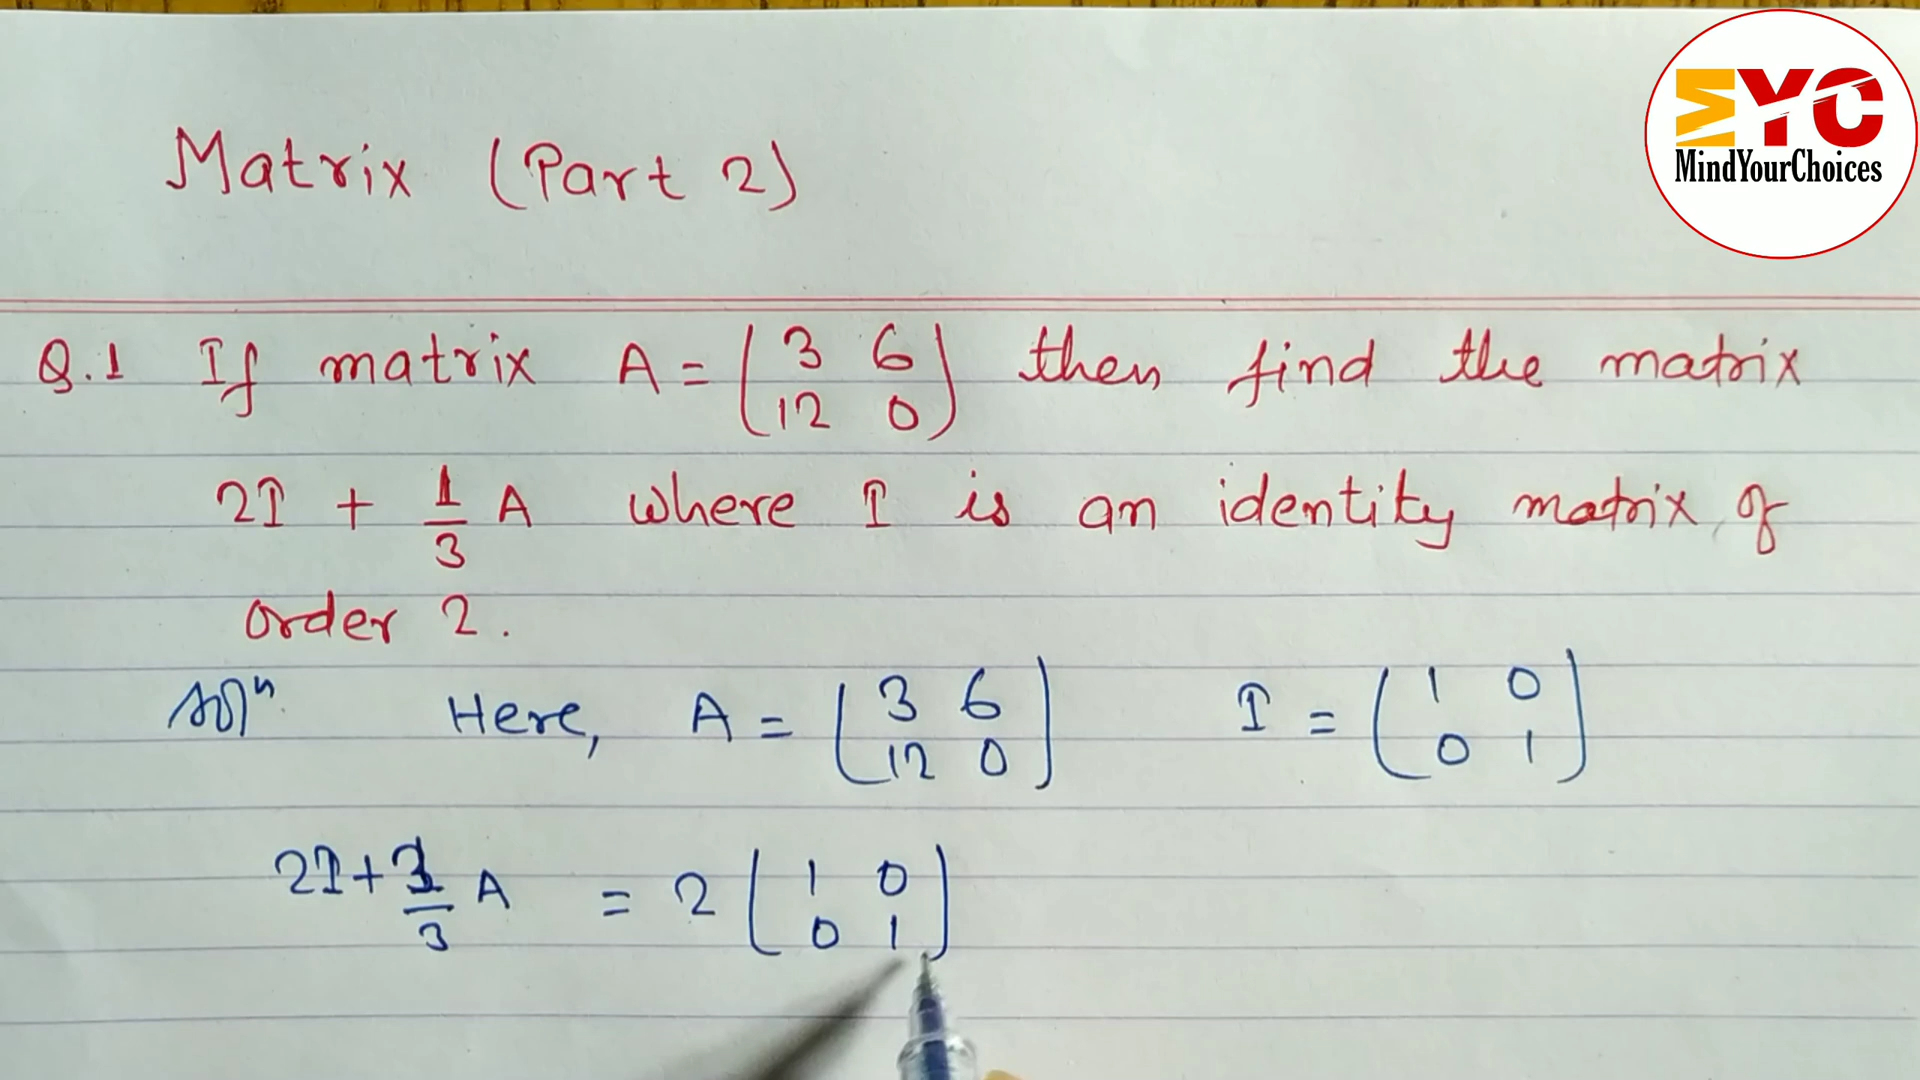 MYC
MindYourChoices
Matrix (Part 2)
Q.1 If matrix A = (3 6 then find the matrix
12 0)
2I + 1/3 A where I is an identity matrix of
order 2.
Solⁿ Here, A = (3 6 I = (1 0
12 0) 0 1)
2I + 1/3 A = 2 (1 0
0 1)